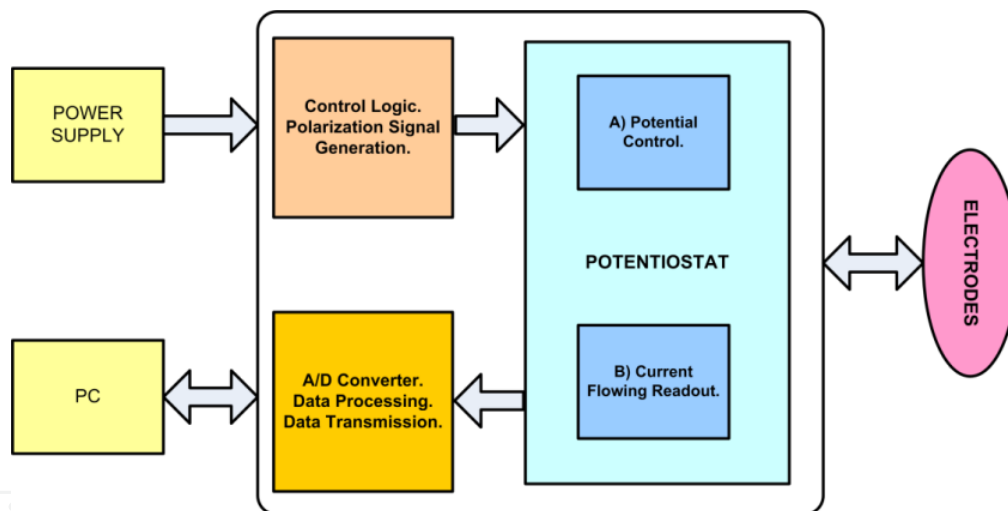 POWER
SUPPLY
Control Logic.
Polarization Signal
Generation.
A) Potential
Control.
POTENTIOSTAT
ELECTRODES
PC
A/D Converter.
Data Processing.
Data Transmission.
B) Current
Flowing Readout.